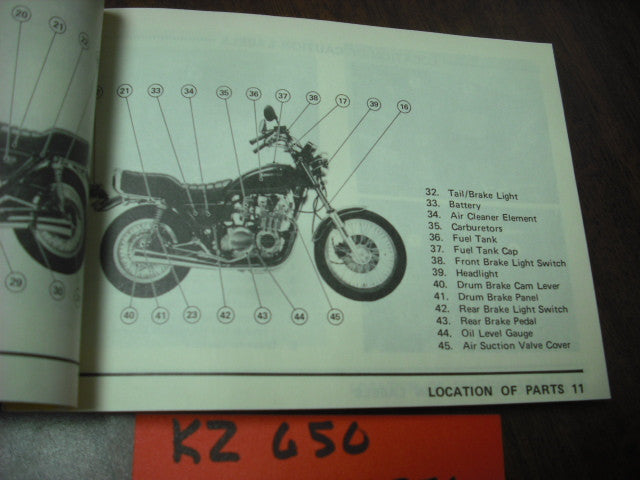 20
21
21 33 34 35 36 37 38 17 39 16
32. Tail/Brake Light
33. Battery
34. Air Cleaner Element
35. Carburetors
36. Fuel Tank
37. Fuel Tank Cap
38. Front Brake Light Switch
39. Headlight
40. Drum Brake Cam Lever
41. Drum Brake Panel
42. Rear Brake Light Switch
43. Rear Brake Pedal
44. Oil Level Gauge
45. Air Suction Valve Cover
29 30
40 41 23 42 43 44 45
LOCATION OF PARTS 11
KZ 650